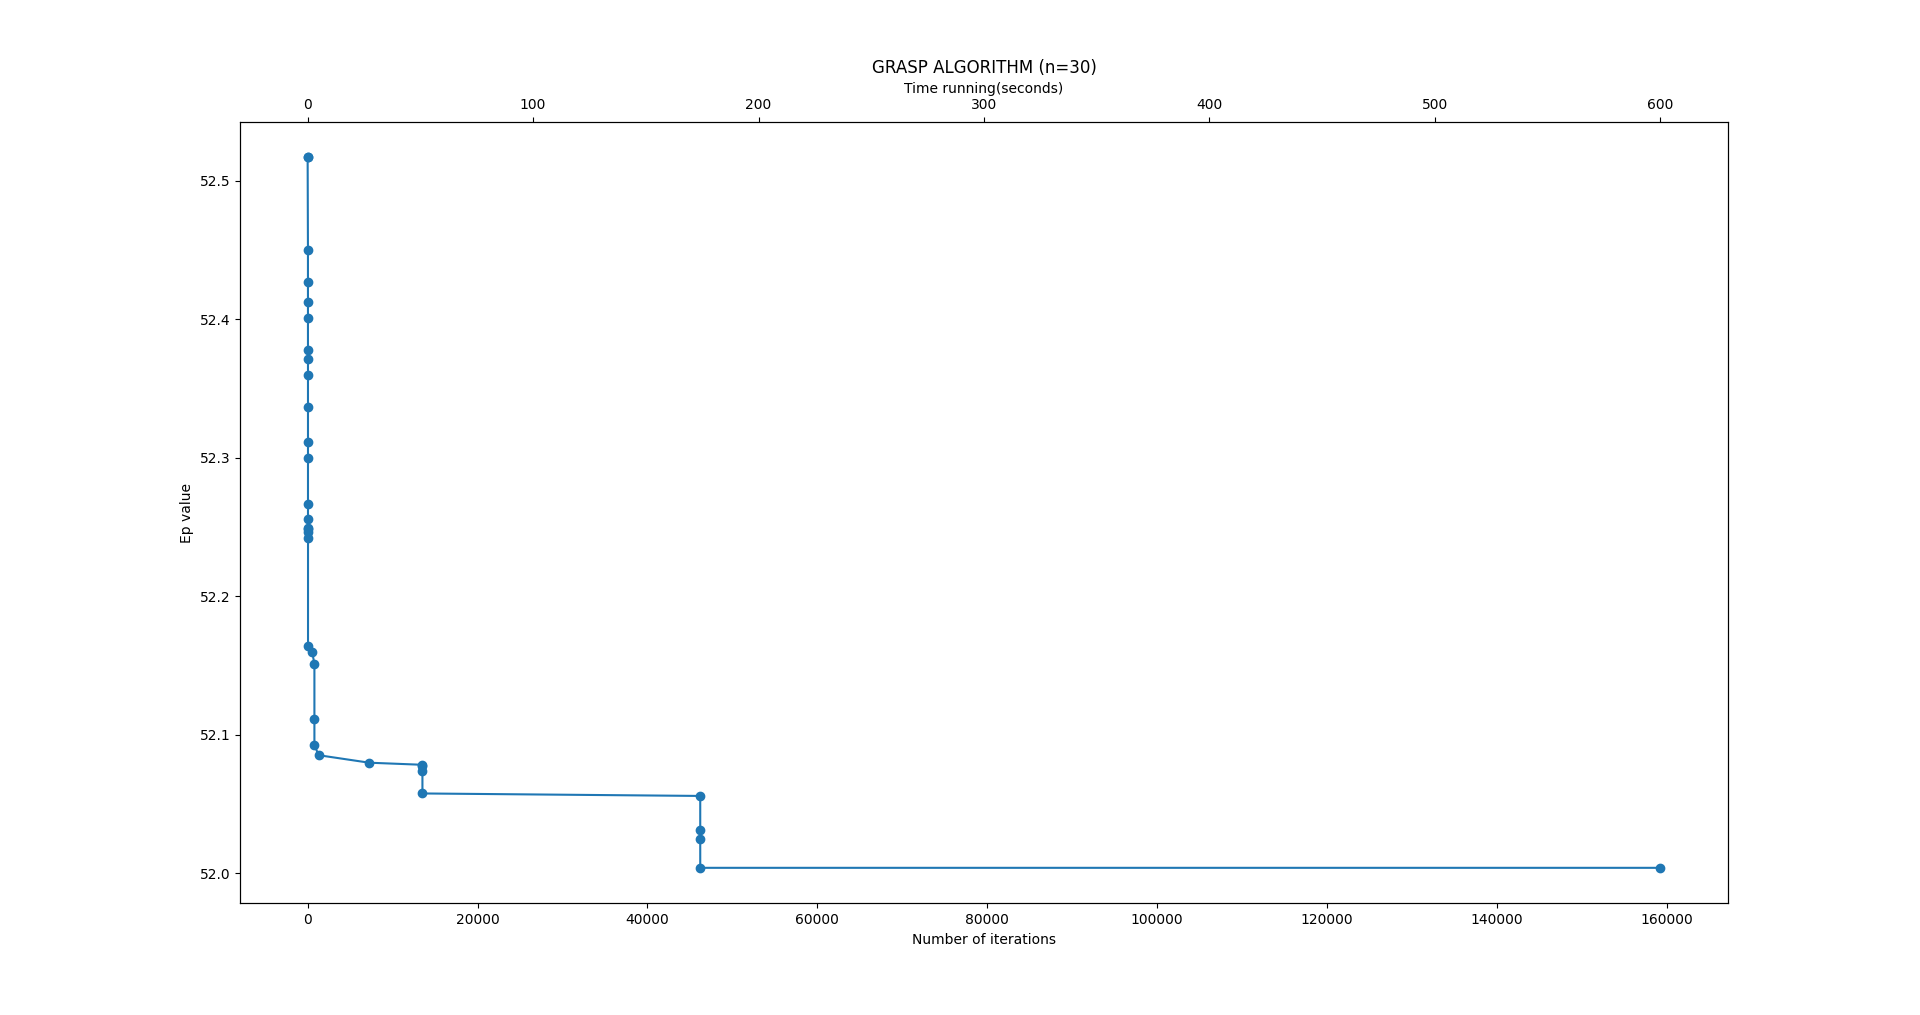 GRASP ALGORITHM (n=30)
Time running(seconds)
0 100 200 300 400 500 600
52.5
52.4
52.3
52.2
52.1
52.0
Ep value
0 20000 40000 60000 80000 100000 120000 140000 160000
Number of iterations